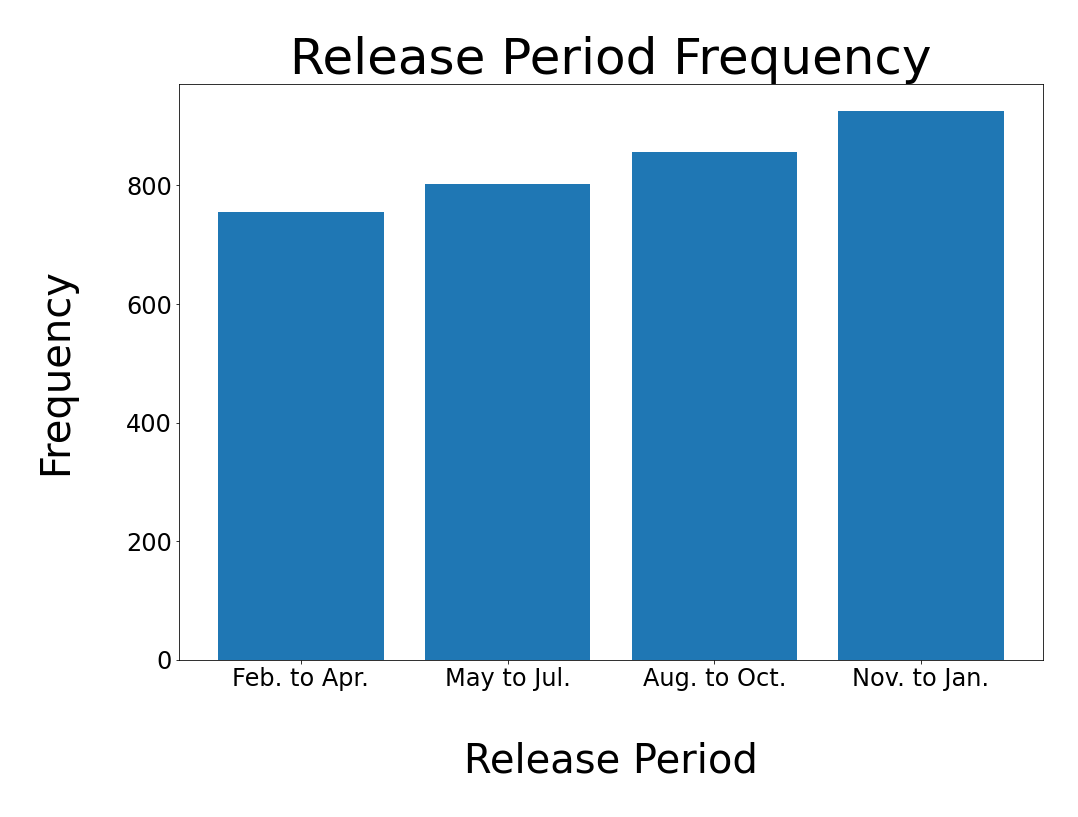 Release Period Frequency
Frequency
800
600
400
200
0
Feb. to Apr.
May to Jul.
Aug. to Oct.
Nov. to Jan.
Release Period